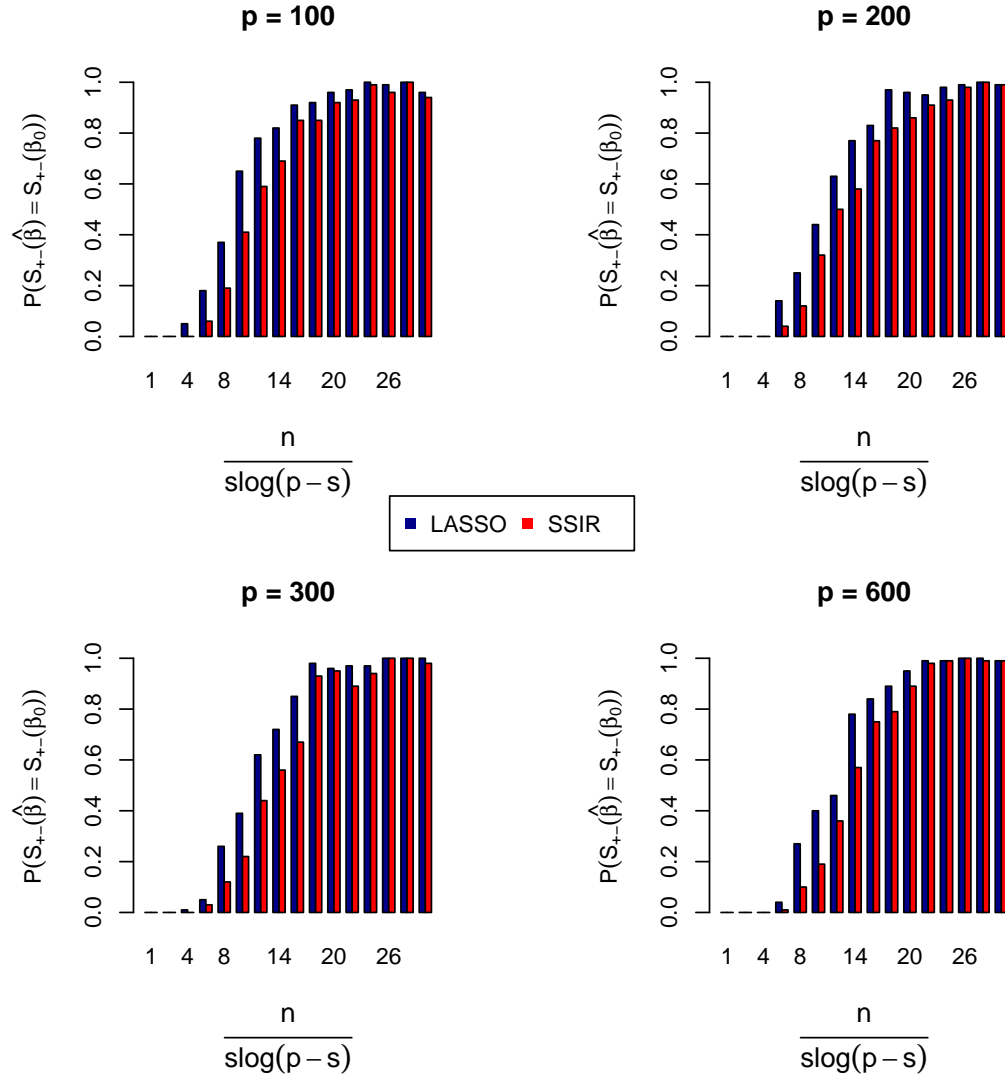 p = 100
P(S+−(β̂) = S+−(β0))
0.0 0.2 0.4 0.6 0.8 1.0
1 4 8 14 20 26
n
slog(p − s)
p = 200
P(S+−(β̂) = S+−(β0))
0.0 0.2 0.4 0.6 0.8 1.0
1 4 8 14 20 26
n
slog(p − s)
LASSO SSIR
p = 300
P(S+−(β̂) = S+−(β0))
0.0 0.2 0.4 0.6 0.8 1.0
1 4 8 14 20 26
n
slog(p − s)
p = 600
P(S+−(β̂) = S+−(β0))
0.0 0.2 0.4 0.6 0.8 1.0
1 4 8 14 20 26
n
slog(p − s)